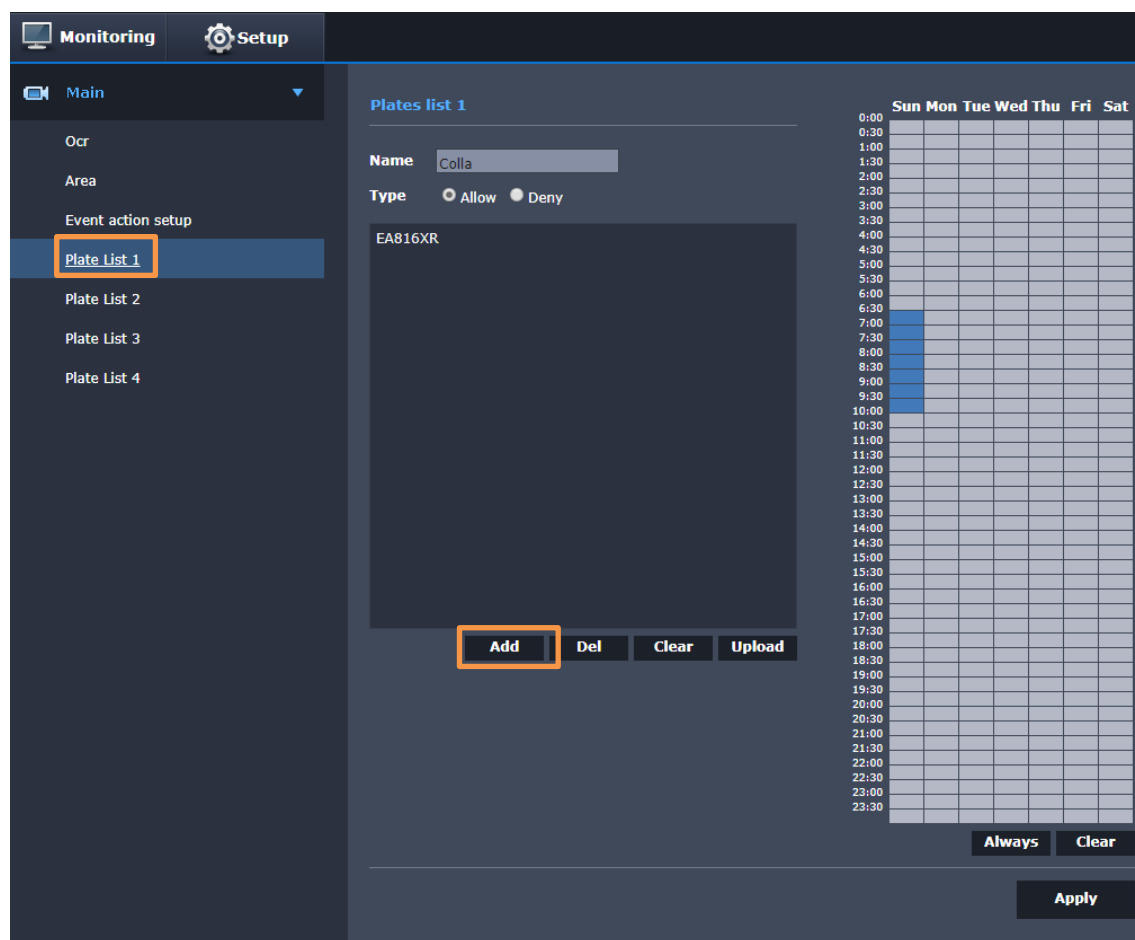 Monitoring Setup
Main
Ocr
Area
Event action setup
Plate List 1
Plate List 2
Plate List 3
Plate List 4
Plates list 1
Name Colla
Type Allow Deny
EA816XR
Add Del Clear Upload
Sun Mon Tue Wed Thu Fri Sat
0:00
0:30
1:00
1:30
2:00
2:30
3:00
3:30
4:00
4:30
5:00
5:30
6:00
6:30
7:00
7:30
8:00
8:30
9:00
9:30
10:00
10:30
11:00
11:30
12:00
12:30
13:00
13:30
14:00
14:30
15:00
15:30
16:00
16:30
17:00
17:30
18:00
18:30
19:00
19:30
20:00
20:30
21:00
21:30
22:00
22:30
23:00
23:30
Always Clear
Apply